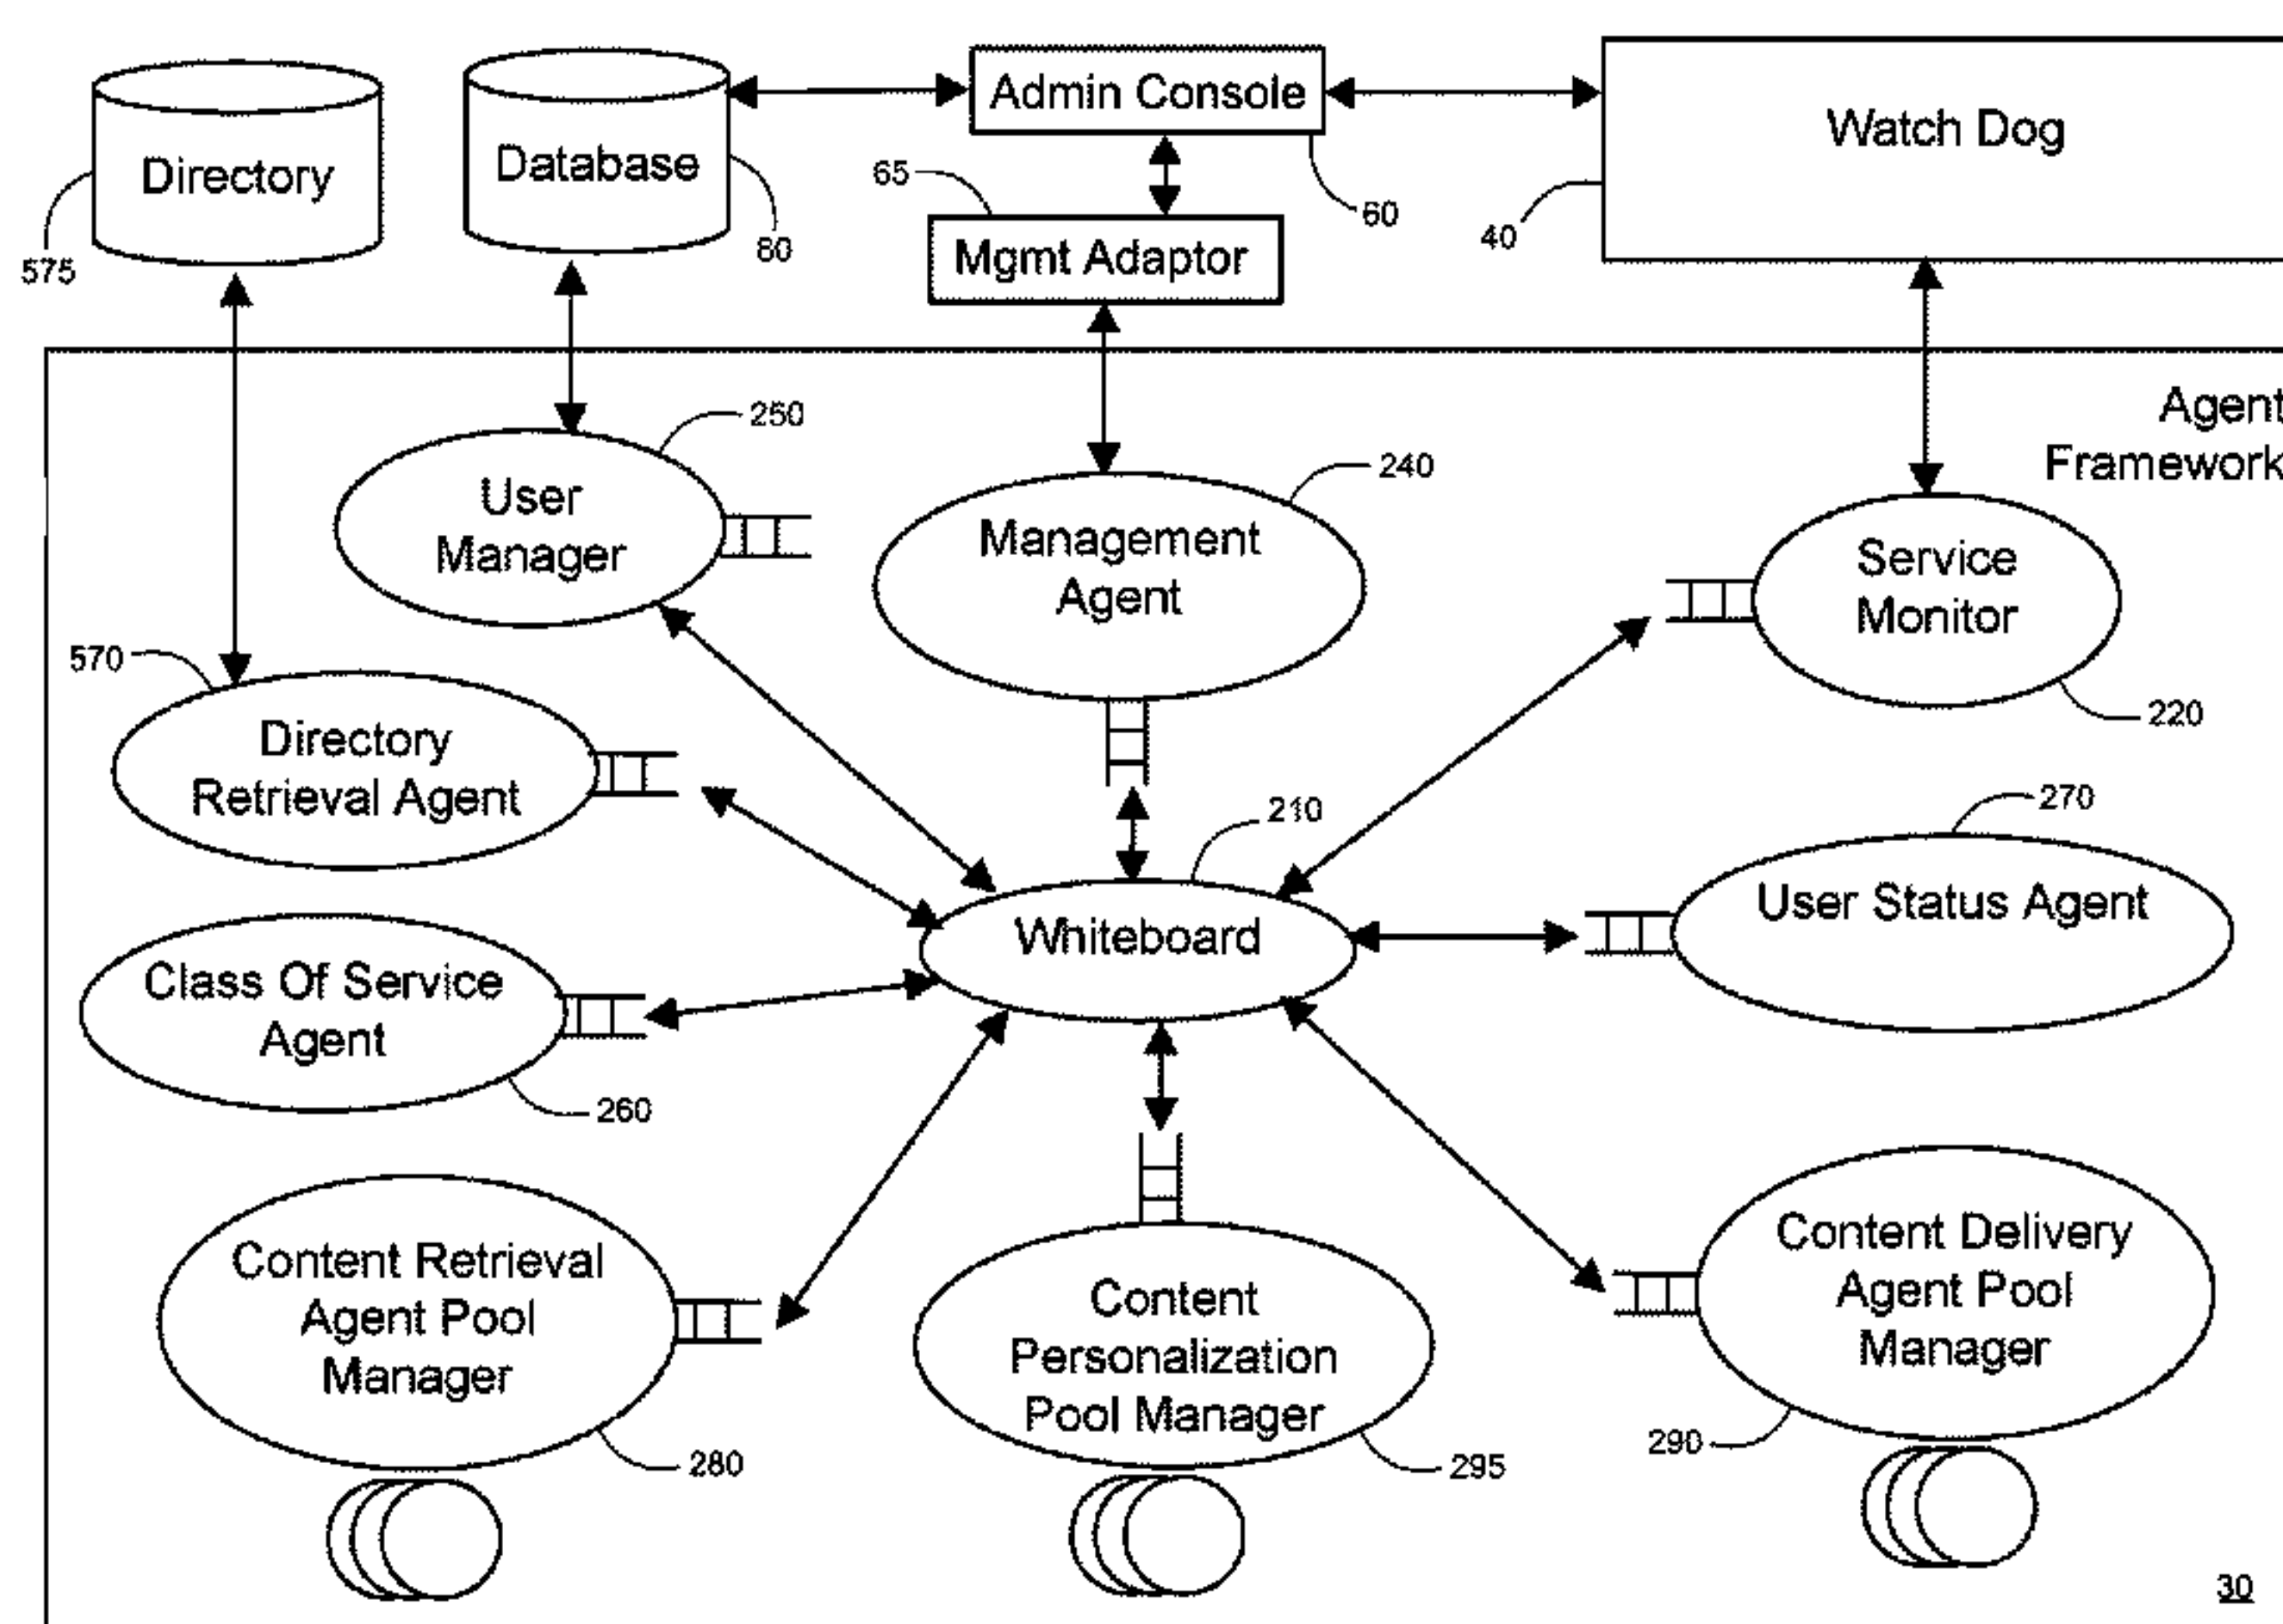 Directory
575
Database
80
Admin Console
60
65
Mgmt Adaptor
Watch Dog
40
Agent
Framework
User
Manager
250
Management
Agent
240
Service
Monitor
220
570
Directory
Retrieval Agent
210
Whiteboard
270
User Status Agent
Class Of Service
Agent
260
Content Retrieval
Agent Pool
Manager
280
Content
Personalization
Pool Manager
295
Content Delivery
Agent Pool
Manager
290
30